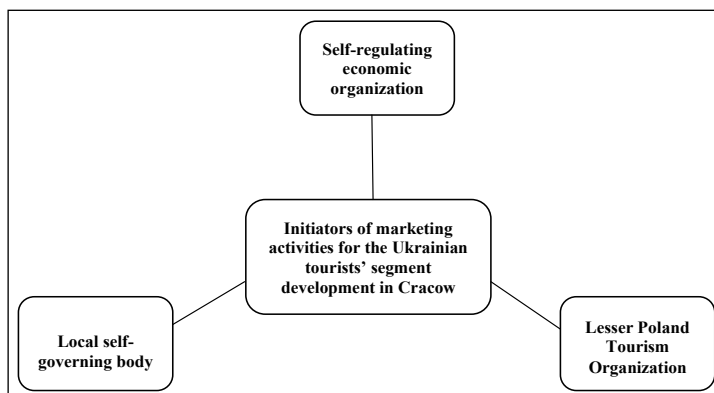 Self-regulating
economic
organization
Initiators of marketing
activities for the Ukrainian
tourists’ segment
development in Cracow
Local self-
governing body
Lesser Poland
Tourism
Organization